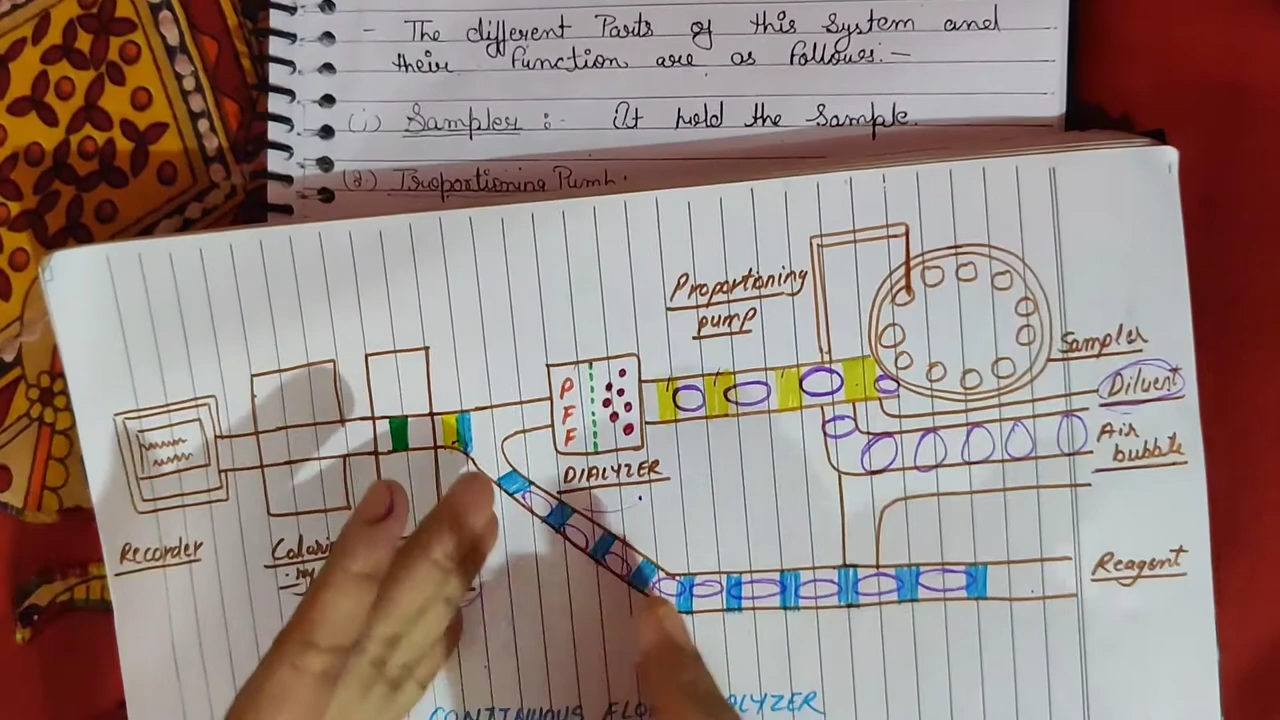 - The different Parts of this System and
their function are as follows:-
(i) Sampler :- It hold the Sample.
(2.) Proportioning Pump.
Proportioning
pump
Sampler
Diluent
Air
bubble
P
F
F
DIALYZER
Recorder
Reagent
CONTINUOUS